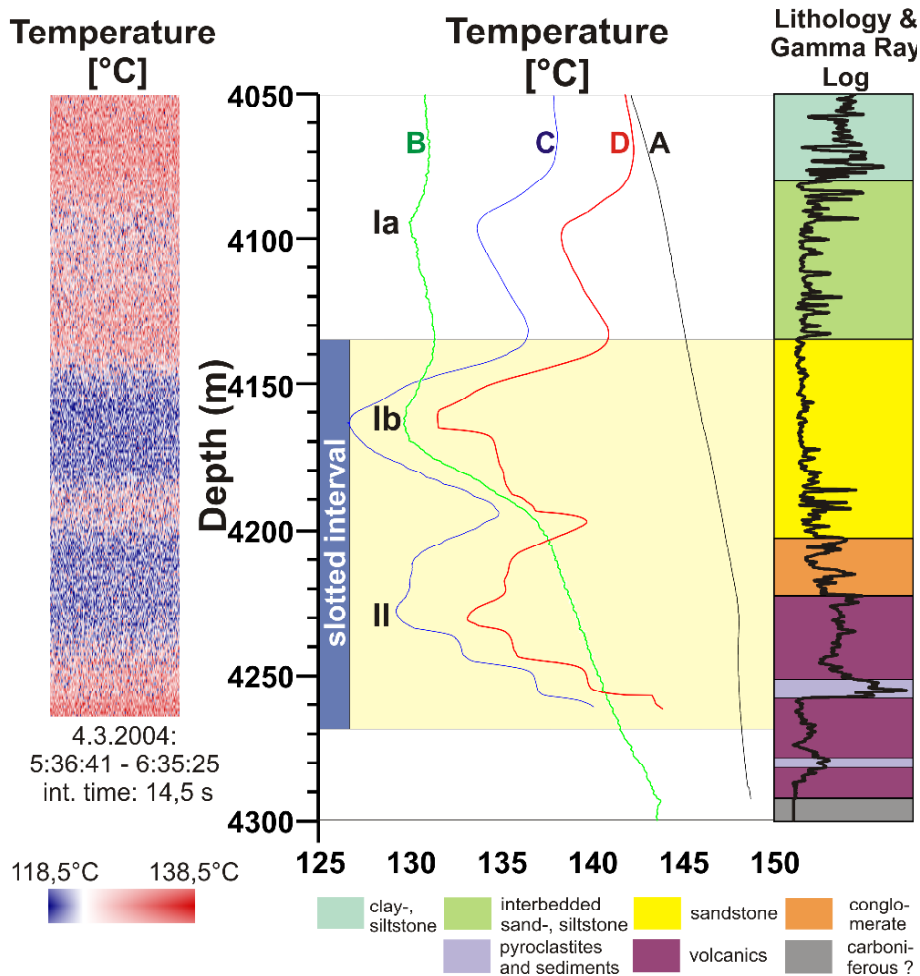 Temperature
[°C]
4.3.2004:
5:36:41 - 6:35:25
int. time: 14,5 s
118,5°C 138,5°C
Temperature
[°C]
Depth (m)
4050
4100
4150
4200
4250
4300
125 130 135 140 145 150
B C D A
Ia
Ib
II
slotted interval
Lithology &
Gamma Ray
Log
clay-,
siltstone
interbedded
sand-, siltstone
sandstone
conglo-
merate
pyroclastites
and sediments
volcanics
carboni-
ferous ?